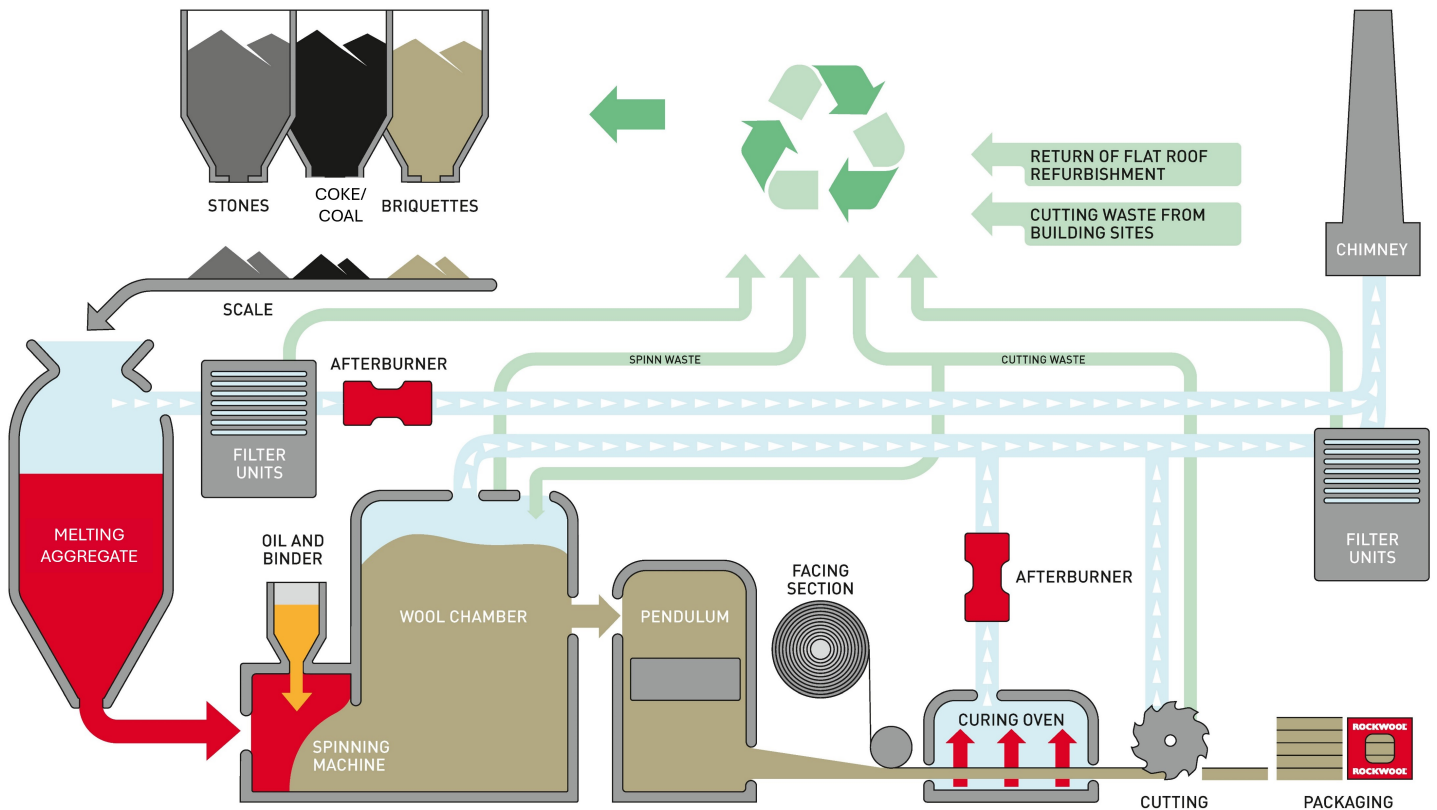 STONES
COKE/
COAL
BRIQUETTES
SCALE
RETURN OF FLAT ROOF
REFURBISHMENT
CUTTING WASTE FROM
BUILDING SITES
CHIMNEY
AFTERBURNER
SPINN WASTE
CUTTING WASTE
FILTER
UNITS
MELTING
AGGREGATE
OIL AND
BINDER
WOOL CHAMBER
SPINNING
MACHINE
PENDULUM
FACING
SECTION
AFTERBURNER
FILTER
UNITS
CURING OVEN
CUTTING
ROCKWOOL
ROCKWOOL
PACKAGING